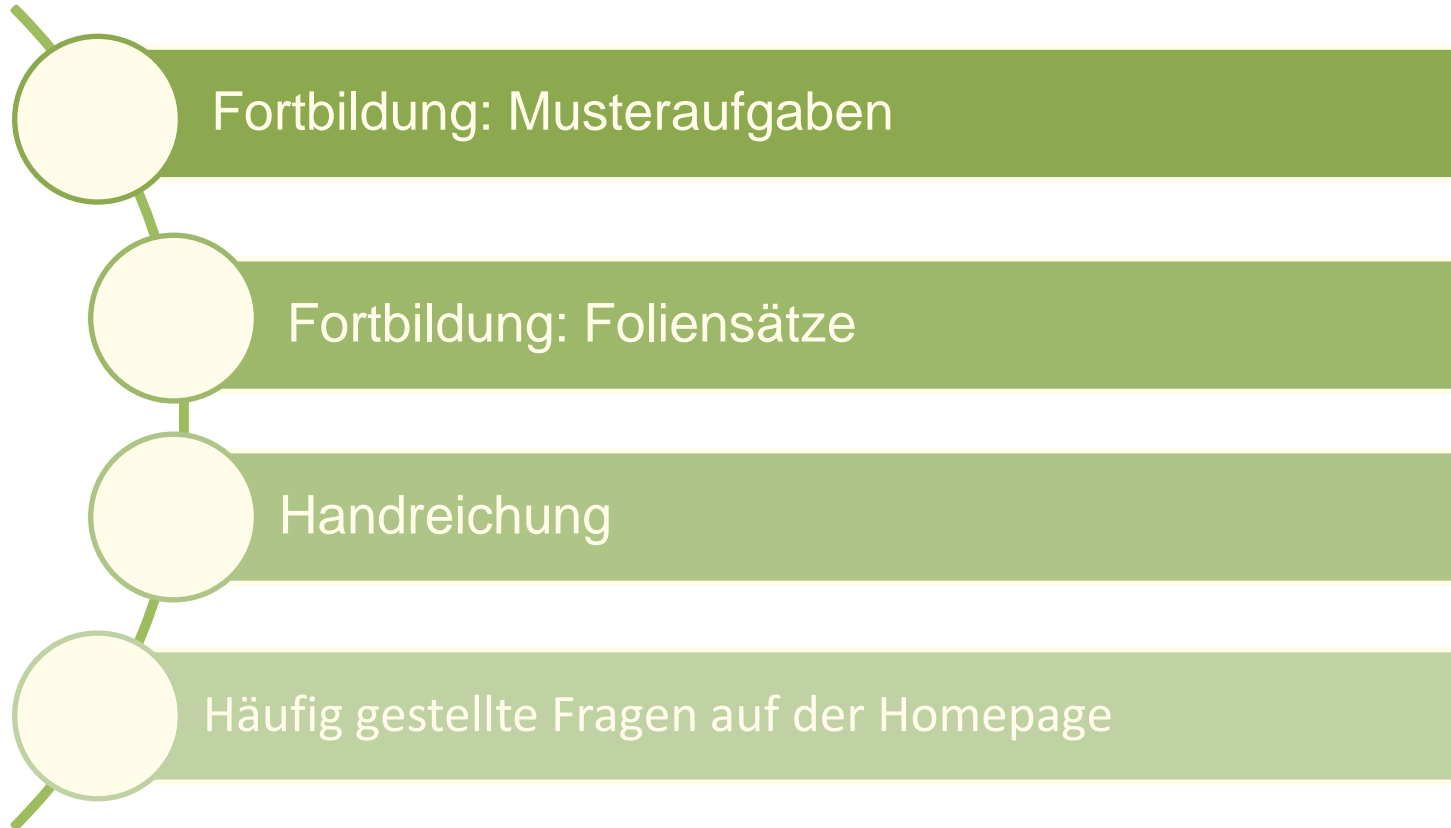 Fortbildung: Musteraufgaben
Fortbildung: Foliensätze
Handreichung
Häufig gestellte Fragen auf der Homepage